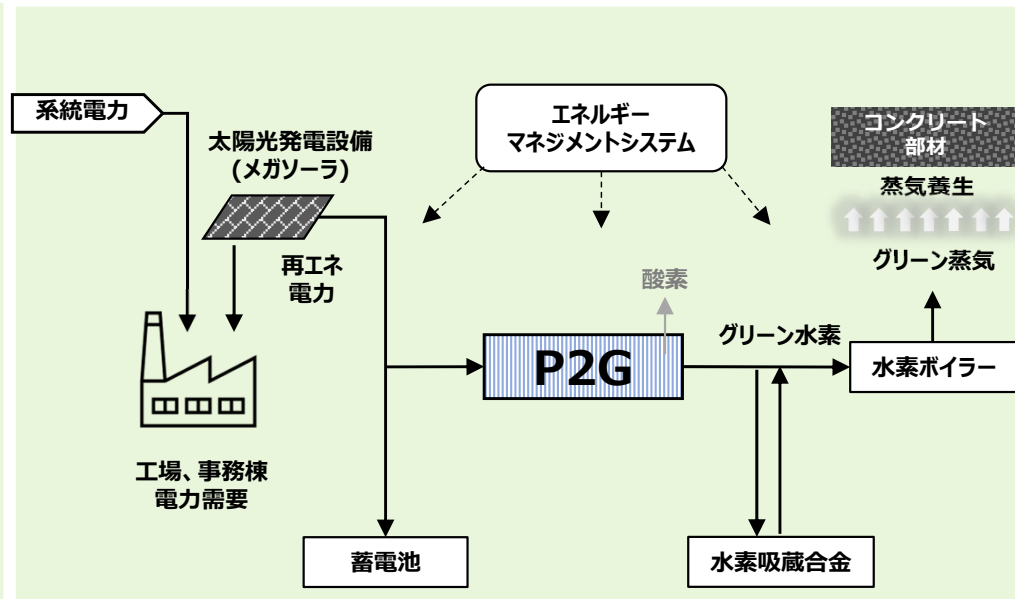 系統電力
太陽光発電設備
(メガソーラ)
再エネ
電力
工場、事務棟
電力需要
蓄電池
エネルギー
マネジメントシステム
酸素
P2G
グリーン水素
水素吸蔵合金
水素ボイラー
コンクリート
部材
蒸気養生
グリーン蒸気